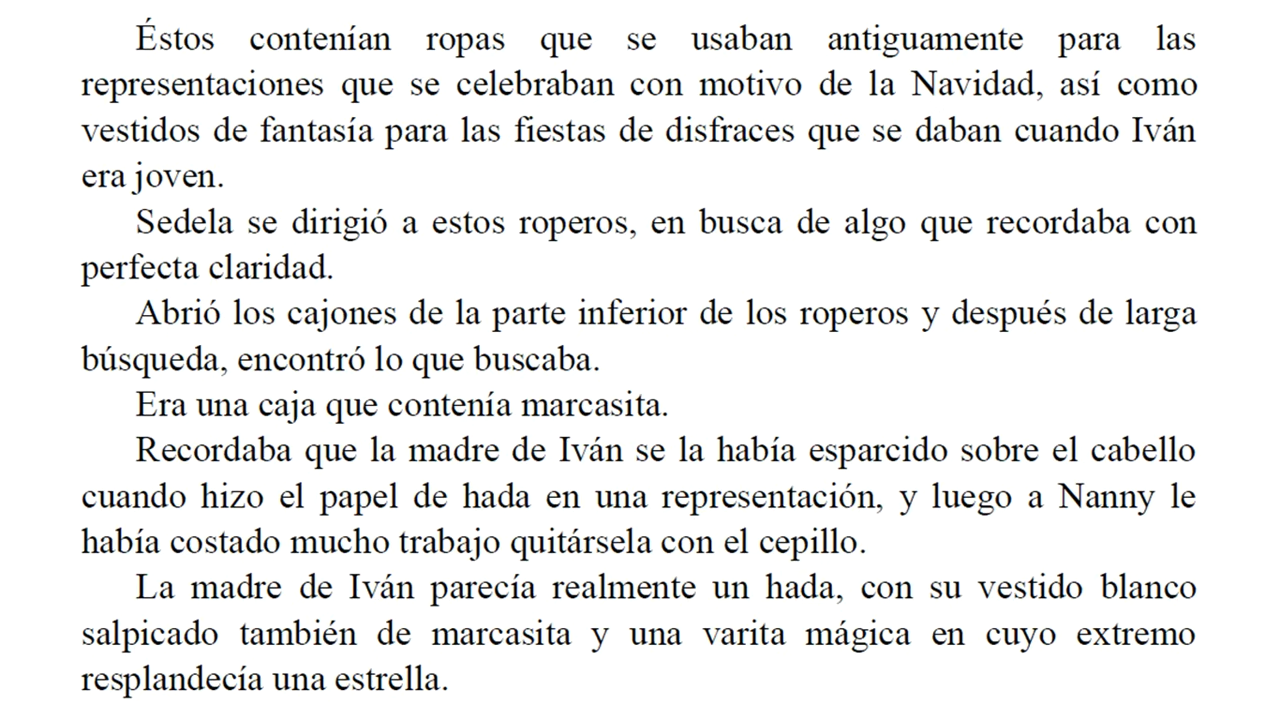 Éstos contenían ropas que se usaban antiguamente para las
representaciones que se celebraban con motivo de la Navidad, así como
vestidos de fantasía para las fiestas de disfraces que se daban cuando Iván
era joven.
Sedela se dirigió a estos roperos, en busca de algo que recordaba con
perfecta claridad.
Abrió los cajones de la parte inferior de los roperos y después de larga
búsqueda, encontró lo que buscaba.
Era una caja que contenía marcasita.
Recordaba que la madre de Iván se la había esparcido sobre el cabello
cuando hizo el papel de hada en una representación, y luego a Nanny le
había costado mucho trabajo quitársela con el cepillo.
La madre de Iván parecía realmente un hada, con su vestido blanco
salpicado también de marcasita y una varita mágica en cuyo extremo
resplandecía una estrella.